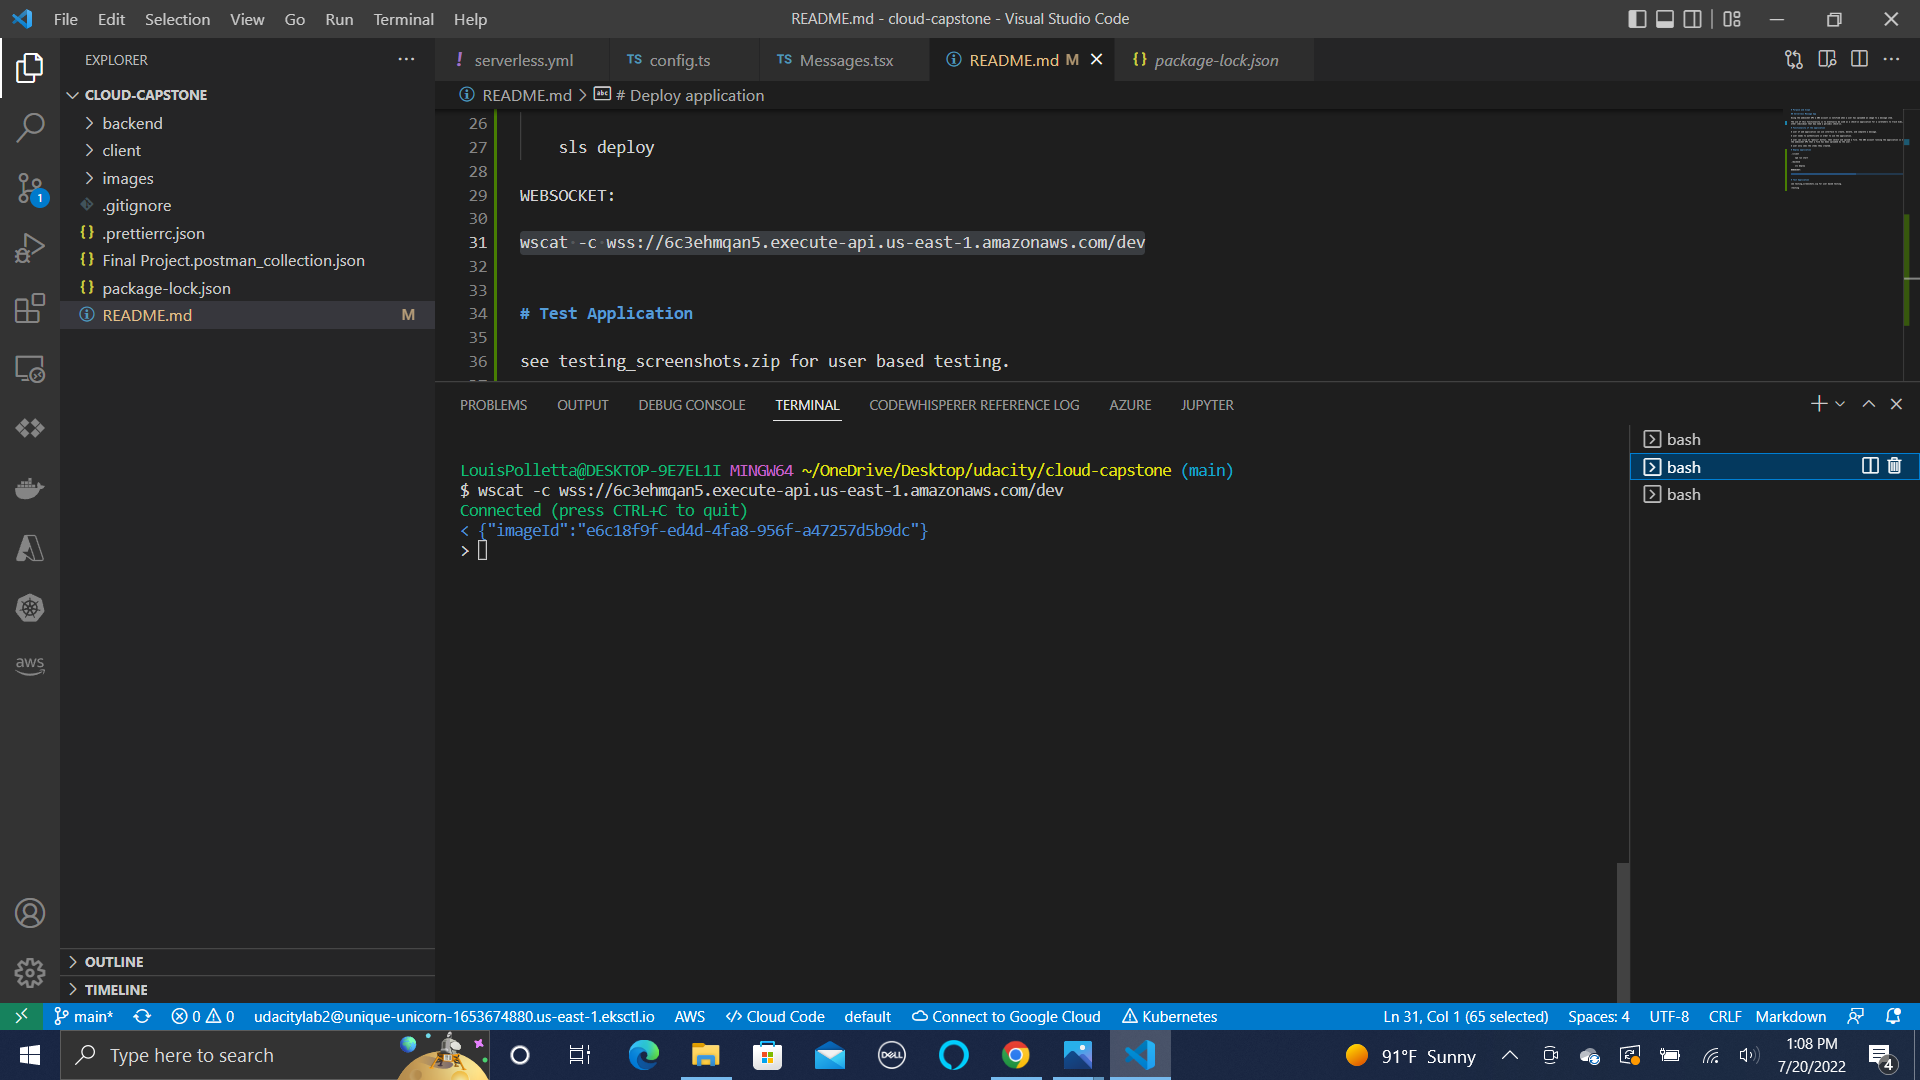 File Edit Selection View Go Run Terminal Help
README.md - cloud-capstone - Visual Studio Code
EXPLORER
CLOUD-CAPSTONE
backend
client
images
.gitignore
.prettierrc.json
Final Project.postman_collection.json
package-lock.json
README.md M
OUTLINE
TIMELINE
1
aws
! serverless.yml
TS config.ts
TS Messages.tsx
README.md M
{} package-lock.json
README.md > # Deploy application
26
27 sls deploy
28
29 WEBSOCKET:
30
31 wscat -c wss://6c3ehmqan5.execute-api.us-east-1.amazonaws.com/dev
32
33
34 # Test Application
35
36 see testing_screenshots.zip for user based testing.
PROBLEMS OUTPUT DEBUG CONSOLE TERMINAL CODEWHISPERER REFERENCE LOG AZURE JUPYTER
LouisPolletta@DESKTOP-9E7EL1I MINGW64 ~/OneDrive/Desktop/udacity/cloud-capstone (main)
$ wscat -c wss://6c3ehmqan5.execute-api.us-east-1.amazonaws.com/dev
Connected (press CTRL+C to quit)
< {"imageId":"e6c18f9f-ed4d-4fa8-956f-a47257d5b9dc"}
>
bash
bash
bash
main* 0 0 udacitylab2@unique-unicorn-1653674880.us-east-1.eksctl.io AWS Cloud Code default Connect to Google Cloud Kubernetes
Ln 31, Col 1 (65 selected) Spaces: 4 UTF-8 CRLF Markdown
Type here to search
DELL
91°F Sunny
1:08 PM
7/20/2022
4